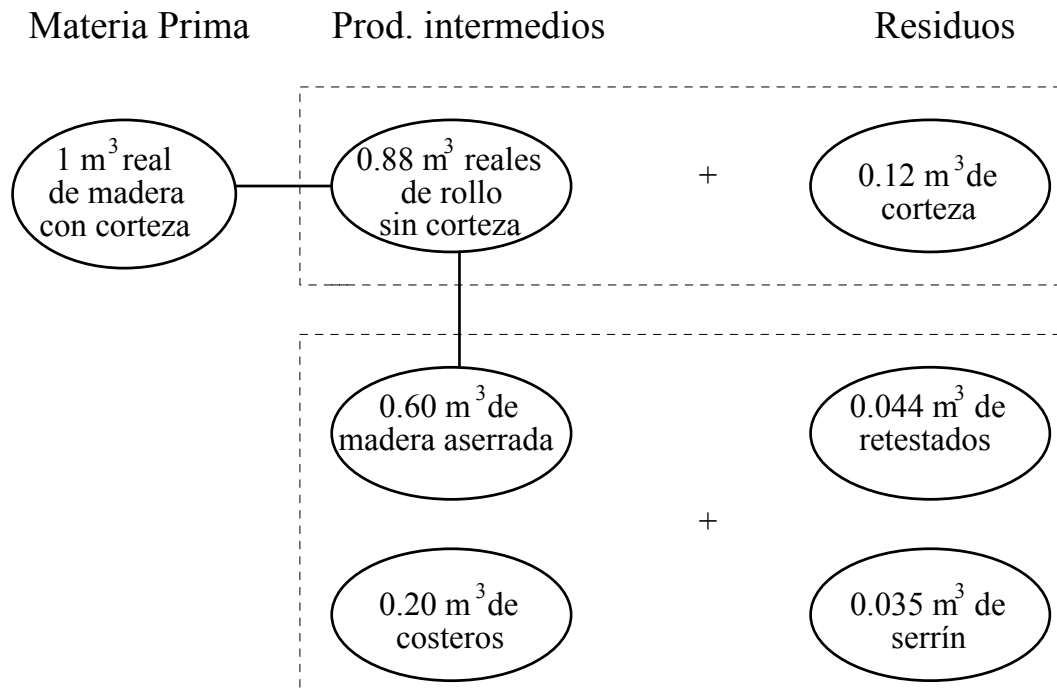 Materia Prima Prod. intermedios Residuos
1 m³ real
de madera
con corteza
0.88 m³ reales
de rollo
sin corteza
+
0.12 m³ de
corteza
0.60 m³ de
madera aserrada
0.044 m³ de
retestados
+
0.20 m³ de
costeros
0.035 m³ de
serrín